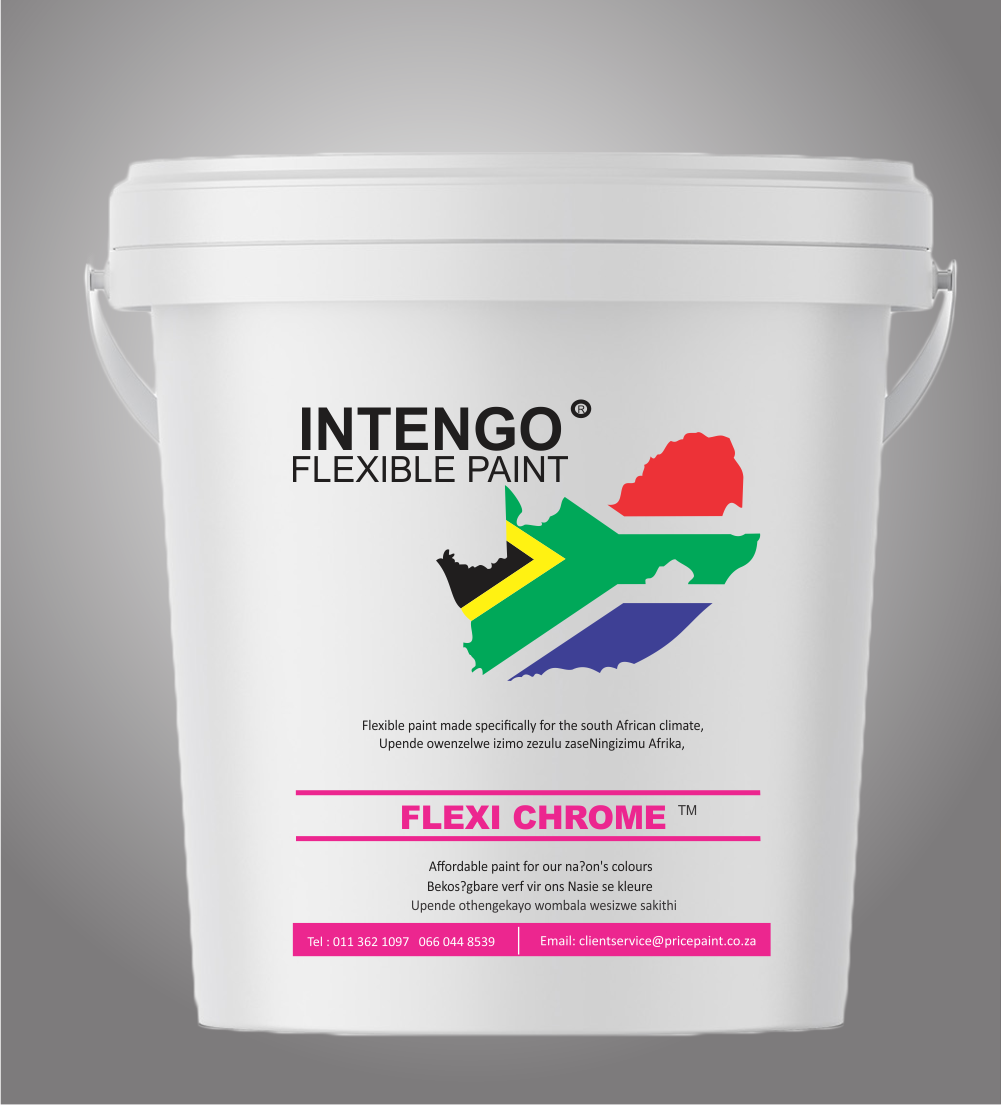 INTENGO ®
FLEXIBLE PAINT
Flexible paint made specifically for the south African climate,
Upende owenzelwe izimo zezulu zaseNingizimu Afrika,
FLEXI CHROME TM
Affordable paint for our na?on's colours
Bekos?gbare verf vir ons Nasie se kleure
Upende othengekayo wombala wesizwe sakithi
Tel : 011 362 1097 066 044 8539 Email: clientservice@pricepaint.co.za